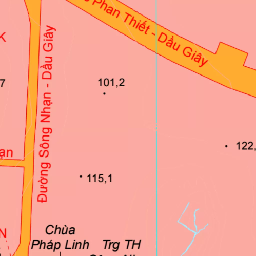 Phan Thiết - Dầu Giây
K
7
101,2
Đường Sông Nhạn - Dầu Giây
122,
115,1
N
Chùa
Pháp Linh
Trg TH